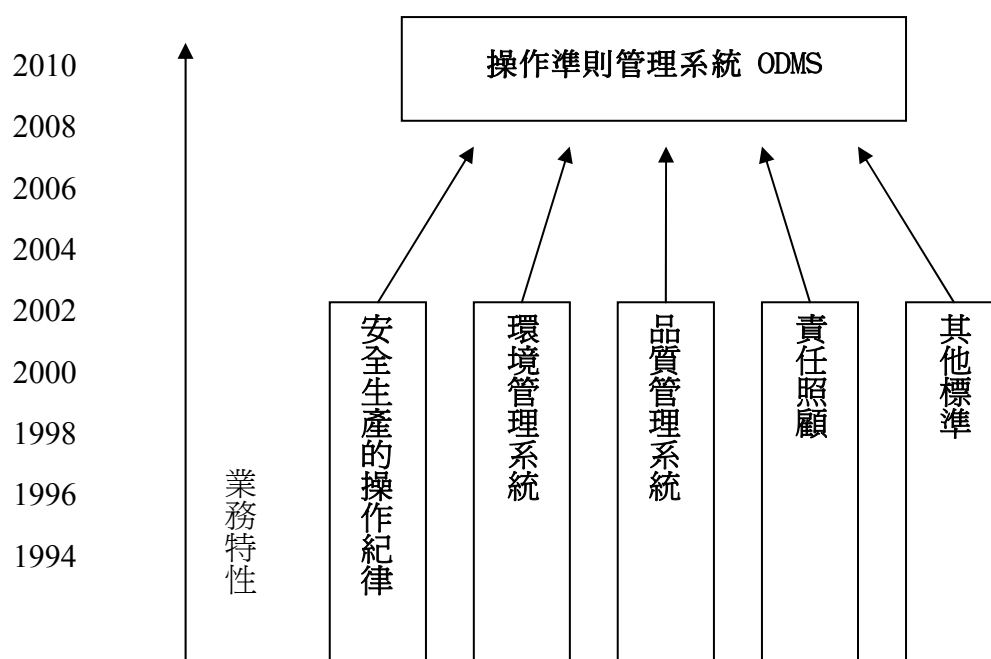 操作準則管理系統 ODMS
2010
2008
2006
2004
2002
2000
1998
1996
1994
業務特性
安全生產的操作紀律
環境管理系統
品質管理系統
責任照顧
其他標準